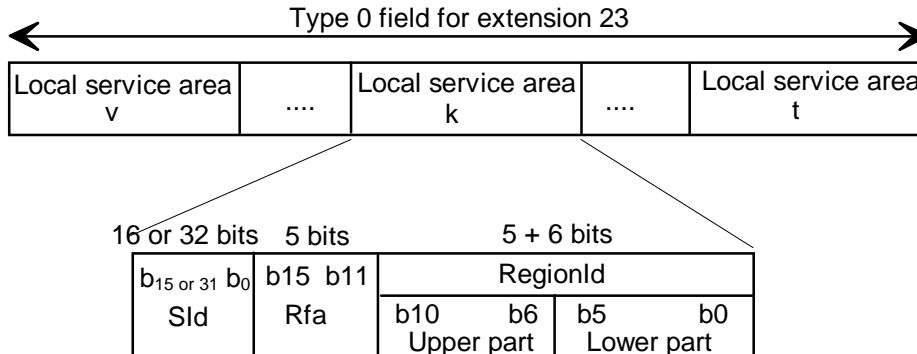 Type 0 field for extension 23
Local service area v
....
Local service area k
....
Local service area t
16 or 32 bits 5 bits 5 + 6 bits
b15 or 31 b0 b15 b11 RegionId
SId Rfa b10 b6 b5 b0
Upper part Lower part